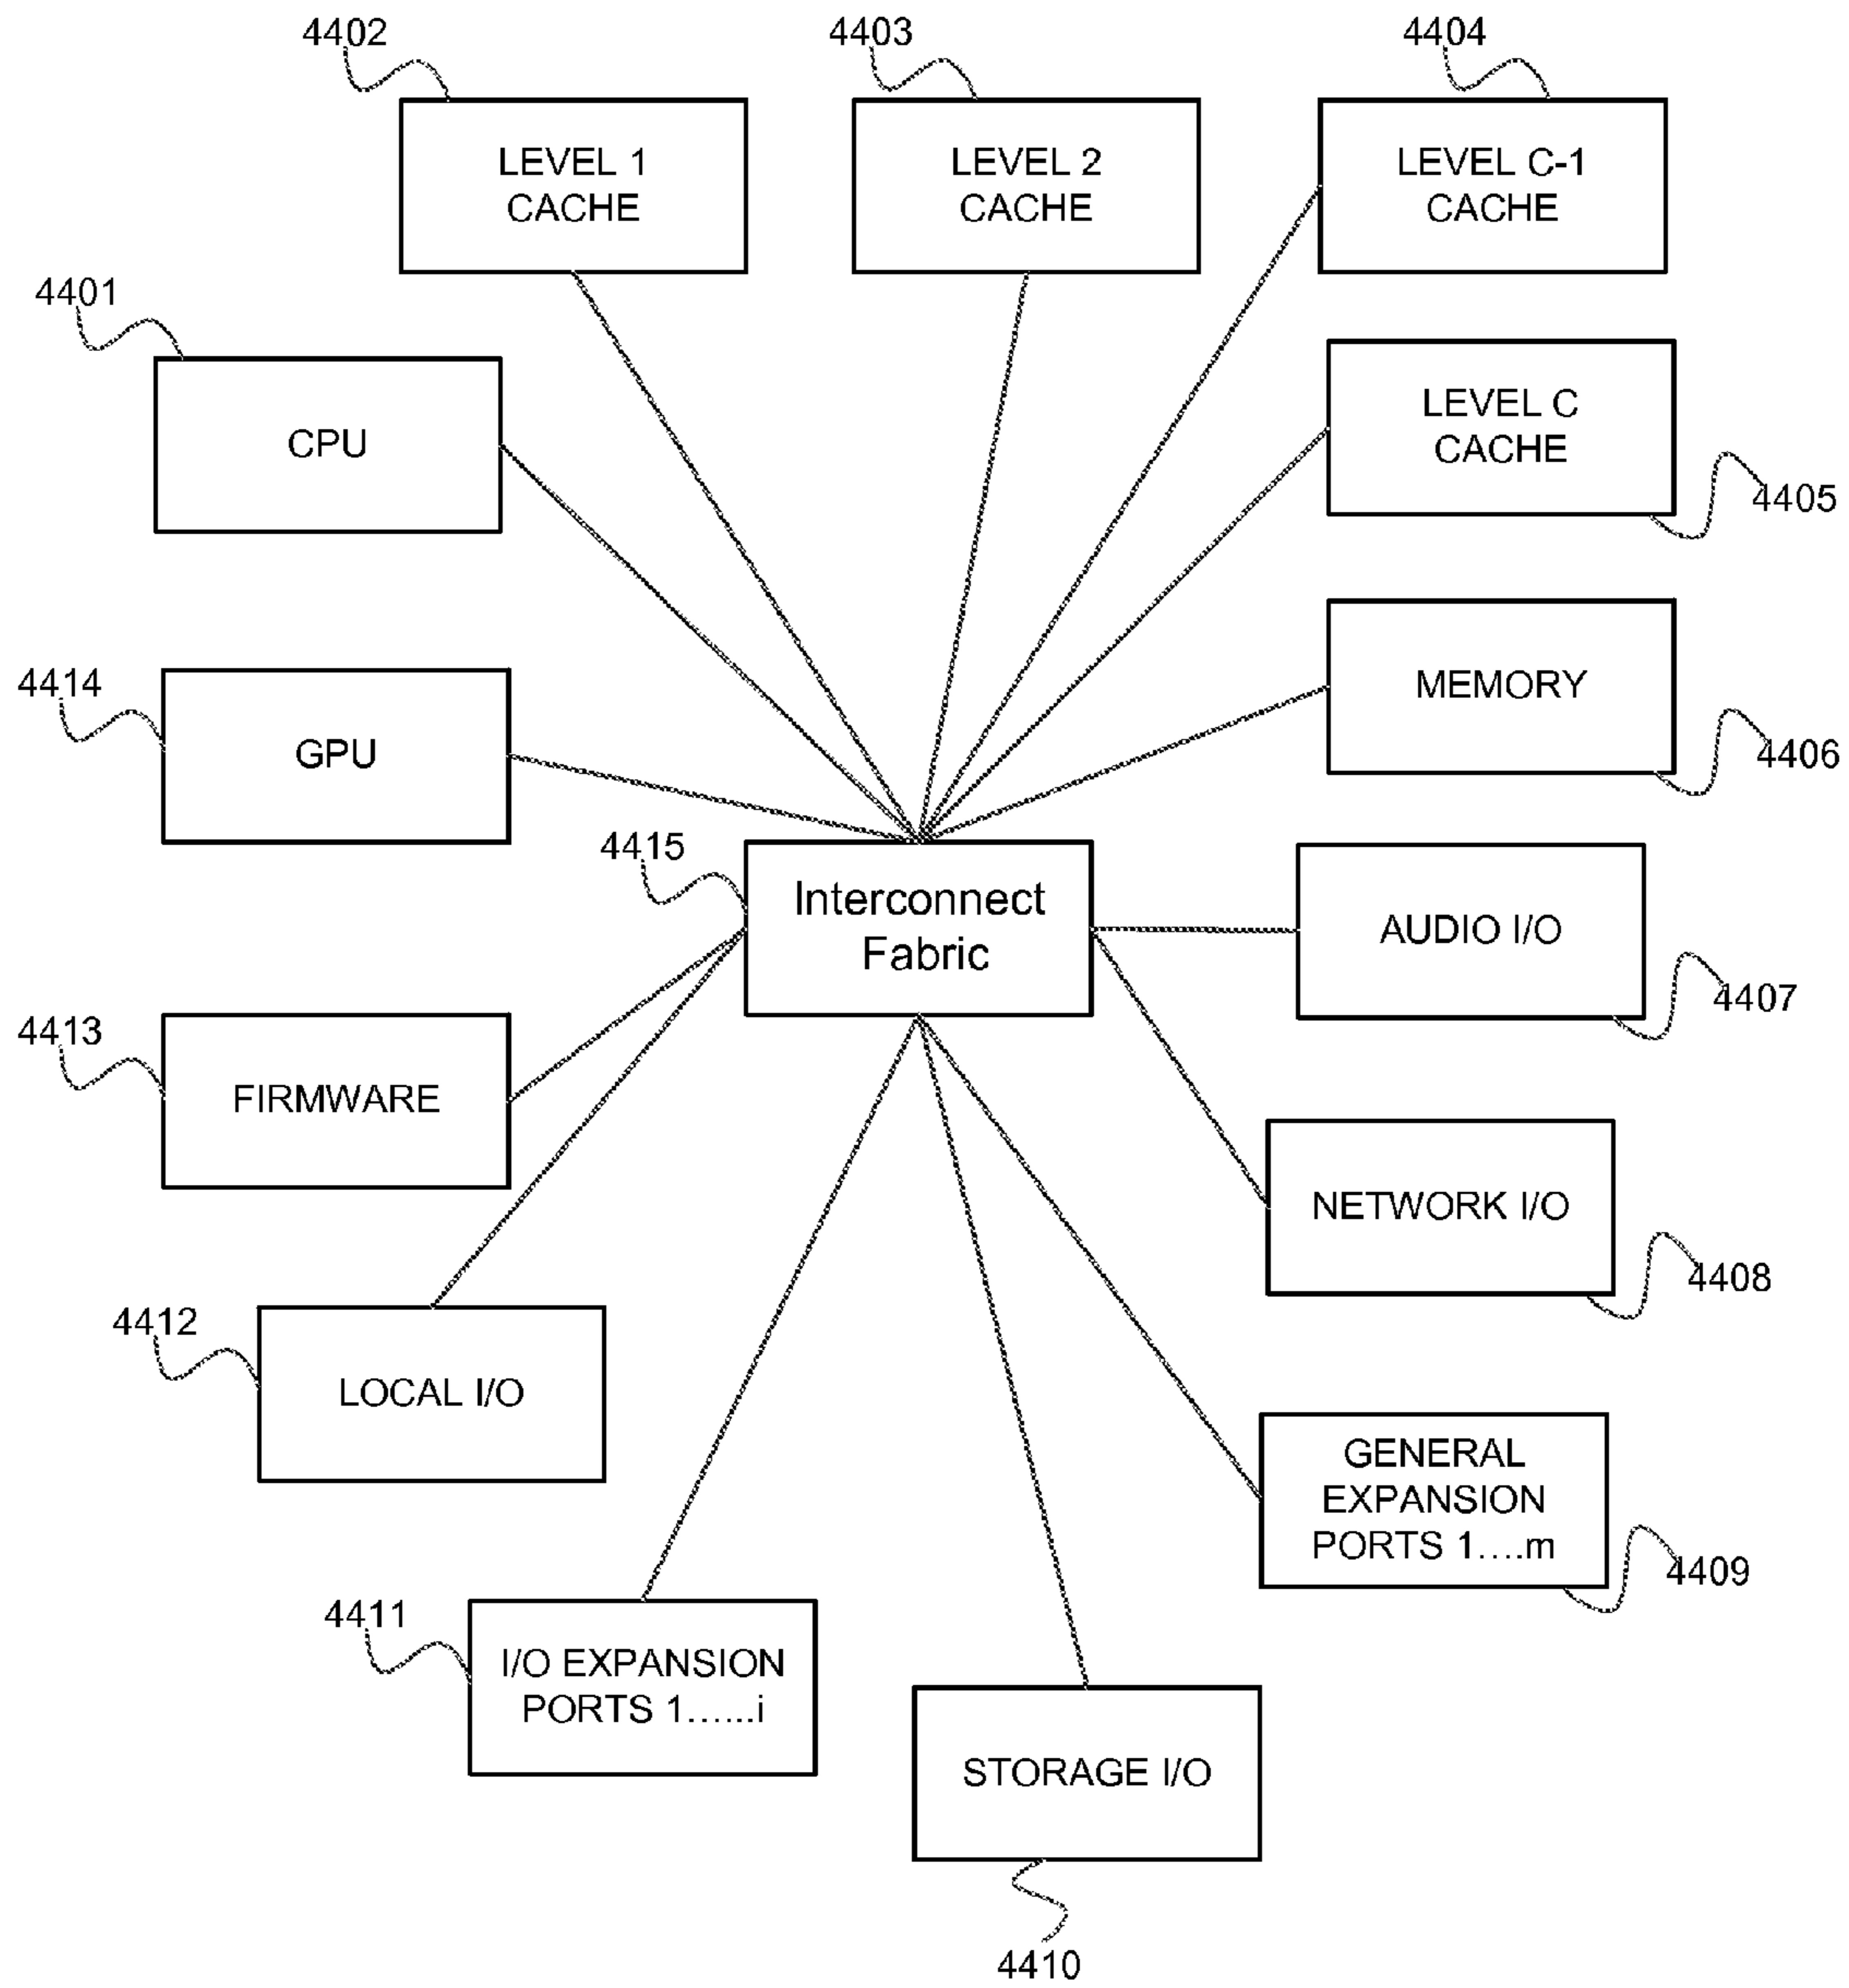 4402
4403
4404
LEVEL 1
CACHE
LEVEL 2
CACHE
LEVEL C-1
CACHE
4401
CPU
LEVEL C
CACHE
4405
4414
GPU
MEMORY
4406
4415
Interconnect
Fabric
AUDIO I/O
4407
4413
FIRMWARE
NETWORK I/O
4408
4412
LOCAL I/O
GENERAL
EXPANSION
PORTS 1....m
4409
4411
I/O EXPANSION
PORTS 1......i
STORAGE I/O
4410